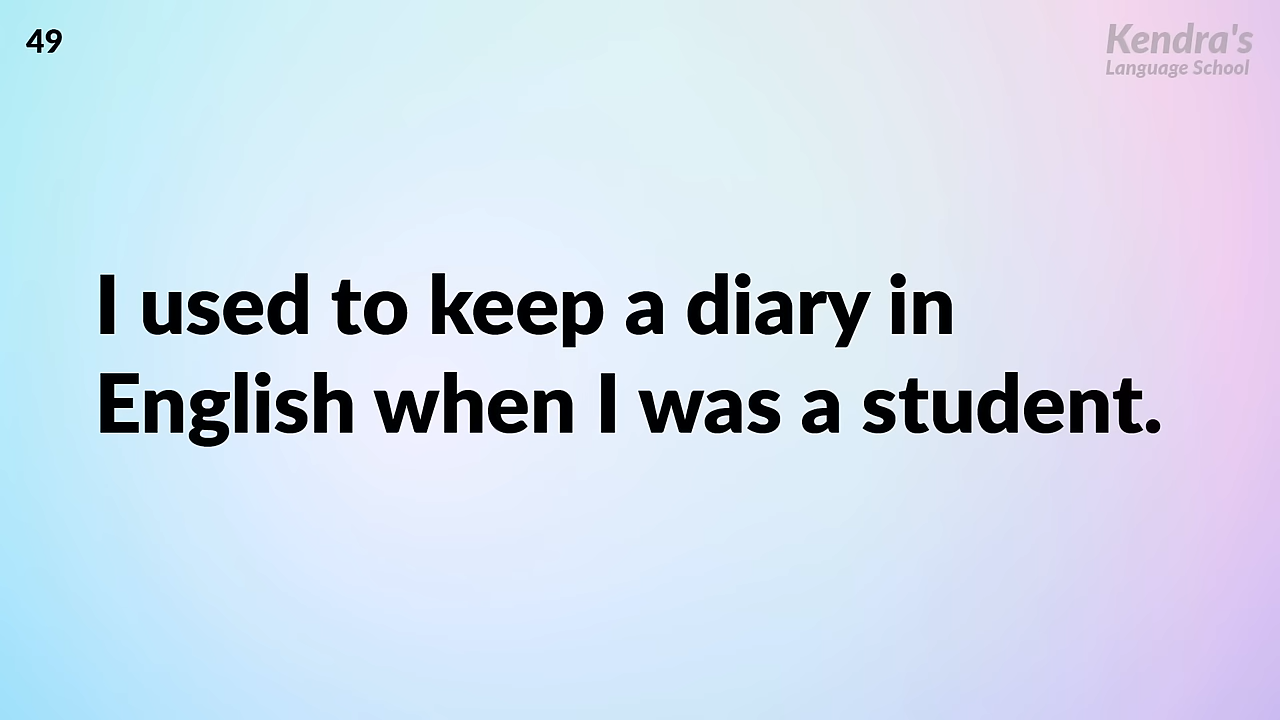 49
Kendra's
Language School
I used to keep a diary in
English when I was a student.